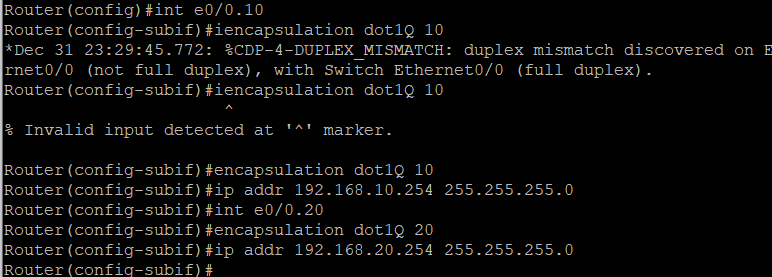 Router(config)#int e0/0.10
Router(config-subif)#iencapsulation dot1Q 10
*Dec 31 23:29:45.772: %CDP-4-DUPLEX_MISMATCH: duplex mismatch discovered on E
rnet0/0 (not full duplex), with Switch Ethernet0/0 (full duplex).
Router(config-subif)#iencapsulation dot1Q 10
^
% Invalid input detected at '^' marker.
Router(config-subif)#encapsulation dot1Q 10
Router(config-subif)#ip addr 192.168.10.254 255.255.255.0
Router(config-subif)#int e0/0.20
Router(config-subif)#encapsulation dot1Q 20
Router(config-subif)#ip addr 192.168.20.254 255.255.255.0
Router(config-subif)#